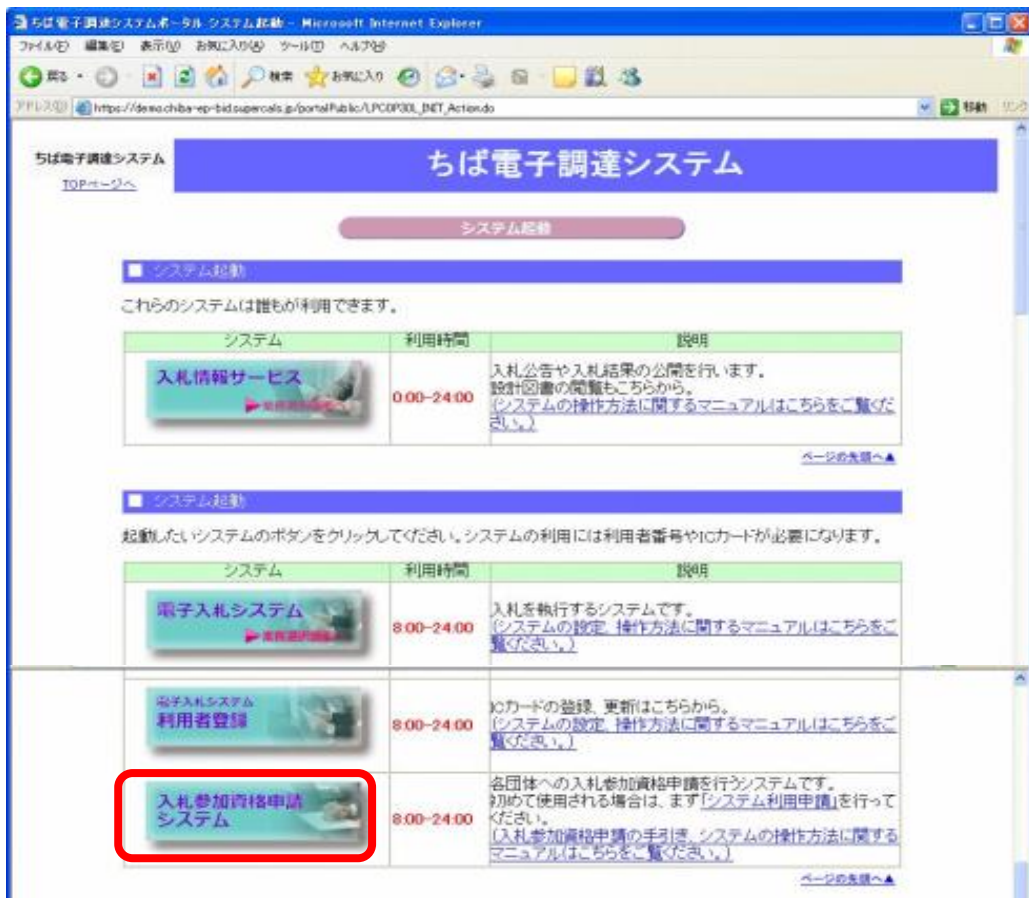 ちば電子調達システムポータル システム起動 - Microsoft Internet Explorer
ファイル(F) 編集(E) 表示(V) お気に入り(A) ツール(T) ヘルプ(H)
戻る 検索 お気に入り
アドレス(D) https://demo.chiba-ep-bid.supercals.jp/portalPublic/LPCOP30L_INIT_Action.do 移動 リンク
ちば電子調達システム
TOPページへ
ちば電子調達システム
システム起動
システム起動
これらのシステムは誰もが利用できます。
システム 利用時間 説明
入札情報サービス
0:00-24:00
入札公告や入札結果の公開を行います。
設計図書の閲覧もこちらから。
(システムの操作方法に関するマニュアルはこちらをご覧くだ
さい。)
ページの先頭へ▲
システム起動
起動したいシステムのボタンをクリックしてください。システムの利用には利用者番号やICカードが必要になります。
システム 利用時間 説明
電子入札システム
8:00-24:00
入札を執行するシステムです。
(システムの設定、操作方法に関するマニュアルはこちらをご
覧ください。)
電子入札システム
利用者登録
8:00-24:00
ICカードの登録、更新はこちらから。
(システムの設定、操作方法に関するマニュアルはこちらをご
覧ください。)
入札参加資格申請
システム
8:00-24:00
各団体への入札参加資格申請を行うシステムです。
初めて使用される場合は、まず「システム利用申請」を行って
ください。
(入札参加資格申請の手引き、システムの操作方法に関する
マニュアルはこちらをご覧ください。)
ページの先頭へ▲